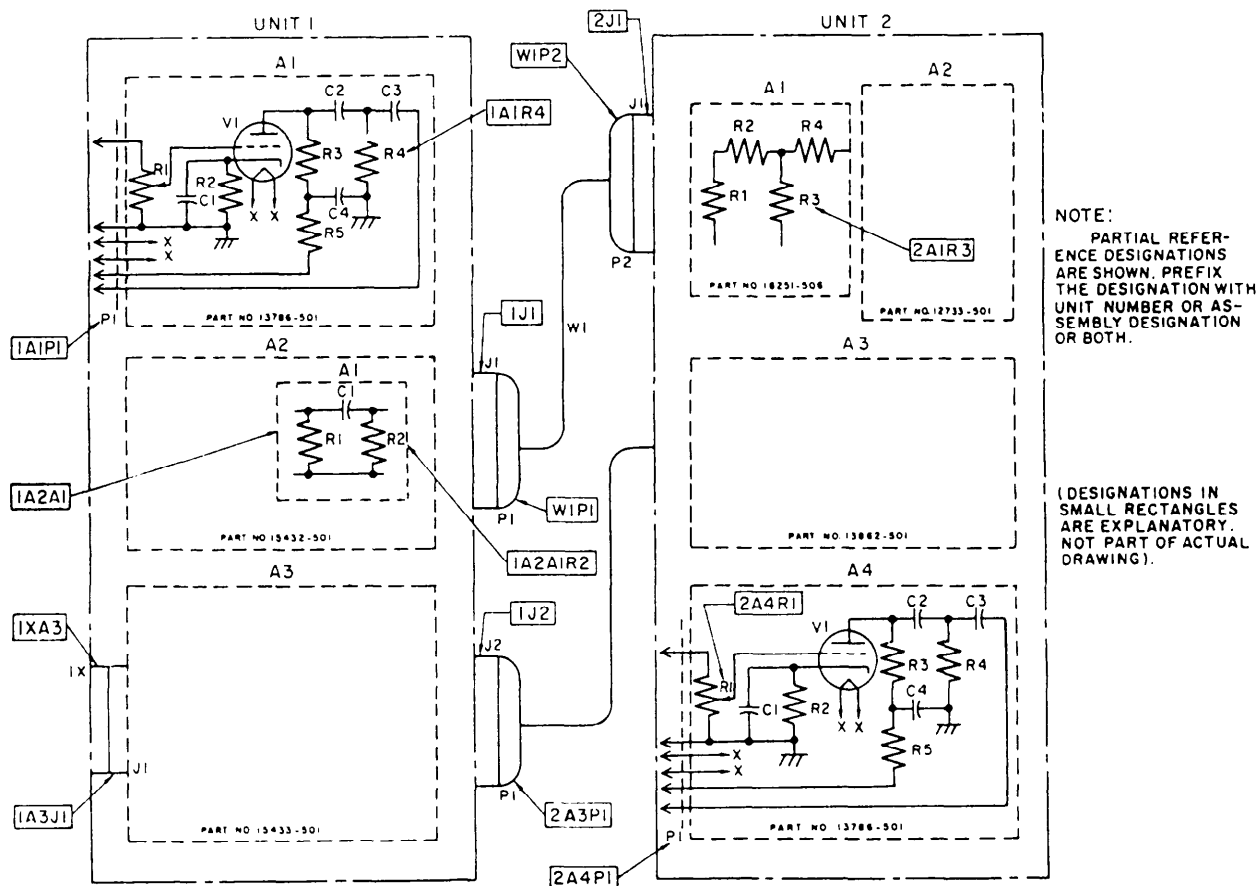 UNIT 1
A1
C2
C3
V1
1A1R4
R1
R2
C1
R3
R4
C4
R5
X X
X
X
PART NO 13786-501
P1
1A1P1
A2
A1
C1
R1
R2
1A2A1
PART NO 15432-501
1A2A1R2
A3
1XA3
1X
J1
1A3J1
PART NO 15433-501
1J1
J1
P1
W1P1
W1
1J2
J2
P1
2A3P1
UNIT 2
2J1
W1P2
J1
P2
A1
R2
R4
R1
R3
2A1R3
PART NO 16251-506
A2
PART NO. 12733-501
A3
PART NO. 13862-501
A4
2A4R1
C2
C3
V1
R1
C1
R2
R3
R4
C4
R5
X X
X
X
PART NO. 13786-501
P1
2A4P1
NOTE:
PARTIAL REFER-
ENCE DESIGNATIONS
ARE SHOWN. PREFIX
THE DESIGNATION WITH
UNIT NUMBER OR AS-
SEMBLY DESIGNATION
OR BOTH.
(DESIGNATIONS IN
SMALL RECTANGLES
ARE EXPLANATORY.
NOT PART OF ACTUAL
DRAWING).